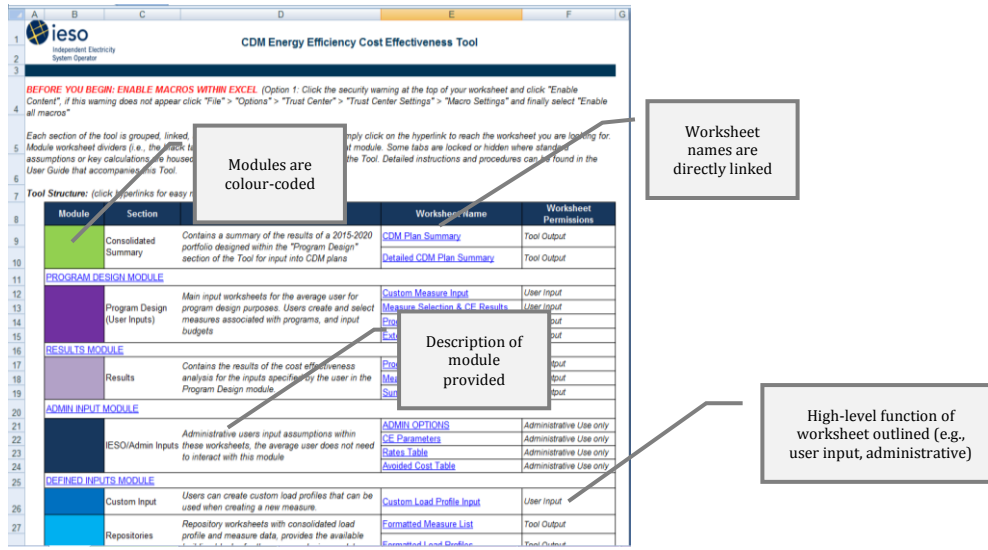 A B C D E F G
1 ieso
Independent Electricity
System Operator
CDM Energy Efficiency Cost Effectiveness Tool
2
3
BEFORE YOU BEGIN: ENABLE MACROS WITHIN EXCEL (Option 1: Click the security warning at the top of your worksheet and click "Enable
Content", if this warning does not appear click "File" > "Options" > "Trust Center" > "Trust Center Settings" > "Macro Settings" and finally select "Enable
4 all macros"
Each section of the tool is grouped, linked, mply click on the hyperlink to reach the worksheet you are looking for.
5 Module worksheet dividers (i.e., the black ta at module. Some tabs are locked or hidden where standard
assumptions or key calculations are housed the Tool. Detailed instructions and procedures can be found in the
6 User Guide that accompanies this Tool.
7 Tool Structure: (click hyperlinks for easy
8 Module Section Worksheet Name Worksheet
Permissions
9 Consolidated
Summary
Contains a summary of the results of a 2015-2020
portfolio designed within the "Program Design"
section of the Tool for input into CDM plans
CDM Plan Summary Tool Output
10 Detailed CDM Plan Summary Tool Output
11 PROGRAM DESIGN MODULE
12 Custom Measure Input User Input
13 Program Design
(User Inputs)
Main input worksheets for the average user for
program design purposes. Users create and select
measures associated with programs, and input
budgets
Measure Selection & CE Results User Input
14 Pro put
15 Exte put
16 RESULTS MODULE
17 Pro tput
18 Results
Contains the results of the cost effectiveness
analysis for the inputs specified by the user in the
Program Design module.
Mea tput
19 Sum tput
20 ADMIN INPUT MODULE
21 ADMIN OPTIONS Administrative Use only
22 IESO/Admin Inputs
Administrative users input assumptions within
these worksheets, the average user does not need
to interact with this module
CE Parameters Administrative Use only
23 Rates Table Administrative Use only
24 Avoided Cost Table Administrative Use only
25 DEFINED INPUTS MODULE
26 Custom Input
Users can create custom load profiles that can be
used when creating a new measure.
Custom Load Profile Input User Input
27 Repositories
Repository worksheets with consolidated load
profile and measure data, provides the available
Formatted Measure List Tool Output
Formatted Load Profiles Tool Output
Modules are
colour-coded
Worksheet
names are
directly linked
Description of
module
provided
High-level function of
worksheet outlined (e.g.,
user input, administrative)